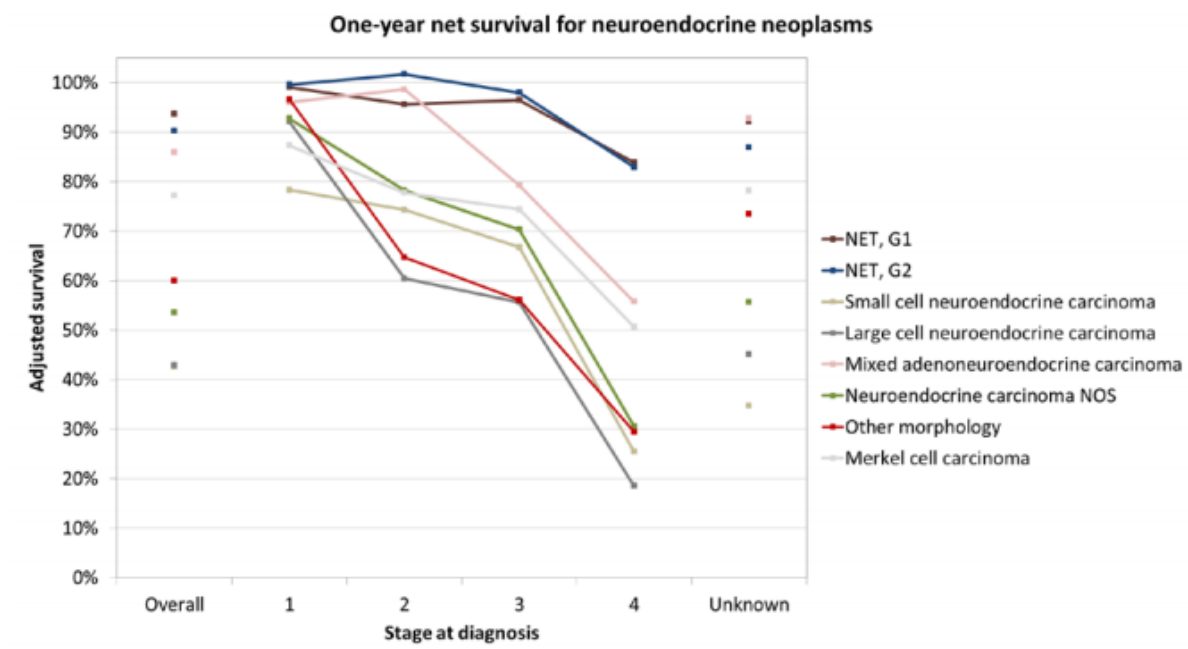 One-year net survival for neuroendocrine neoplasms
100%
90%
80%
70%
60%
50%
40%
30%
20%
10%
0%
Adjusted survival
Overall
1
2
3
4
Unknown
Stage at diagnosis
NET, G1
NET, G2
Small cell neuroendocrine carcinoma
Large cell neuroendocrine carcinoma
Mixed adenoneuroendocrine carcinoma
Neuroendocrine carcinoma NOS
Other morphology
Merkel cell carcinoma